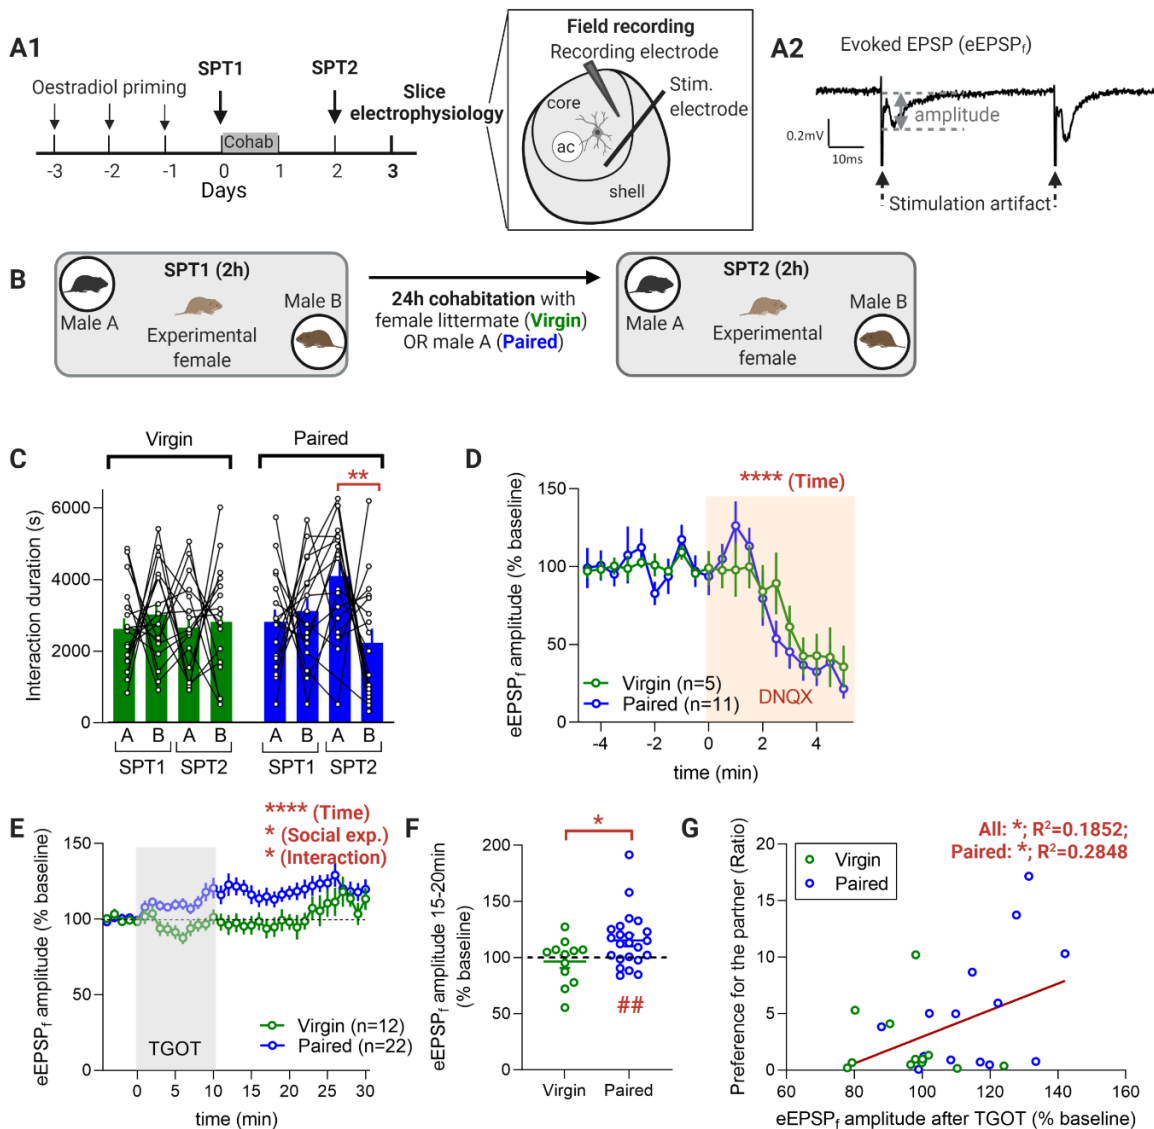 A1
Oestradiol priming
SPT1
SPT2
Cohab
-3
-2
-1
0
1
2
3
Days
Slice
electrophysiology
Field recording
Recording electrode
Stim.
electrode
core
ac
shell
A2
Evoked EPSP (eEPSPf)
amplitude
0.2mV
10ms
Stimulation artifact
B
SPT1 (2h)
Male A
Experimental
female
Male B
24h cohabitation with
female littermate (Virgin)
OR male A (Paired)
SPT2 (2h)
Male A
Experimental
female
Male B
C
Virgin
Paired
**
Interaction duration (s)
6000
4000
2000
0
A B A B
A B A B
SPT1 SPT2
SPT1 SPT2
D
**** (Time)
eEPSPf amplitude (% baseline)
150
100
50
0
Virgin (n=5)
Paired (n=11)
DNQX
-4 -2 0 2 4
time (min)
E
**** (Time)
* (Social exp.)
* (Interaction)
eEPSPf amplitude (% baseline)
150
100
50
0
TGOT
Virgin (n=12)
Paired (n=22)
0 5 10 15 20 25 30
time (min)
F
*
eEPSPf amplitude 15-20min
(% baseline)
200
150
100
50
0
##
Virgin Paired
G
All: *; R²=0.1852;
Paired: *; R²=0.2848
Virgin
Paired
Preference for the partner (Ratio)
20
15
10
5
0
60 80 100 120 140 160
eEPSPf amplitude after TGOT (% baseline)